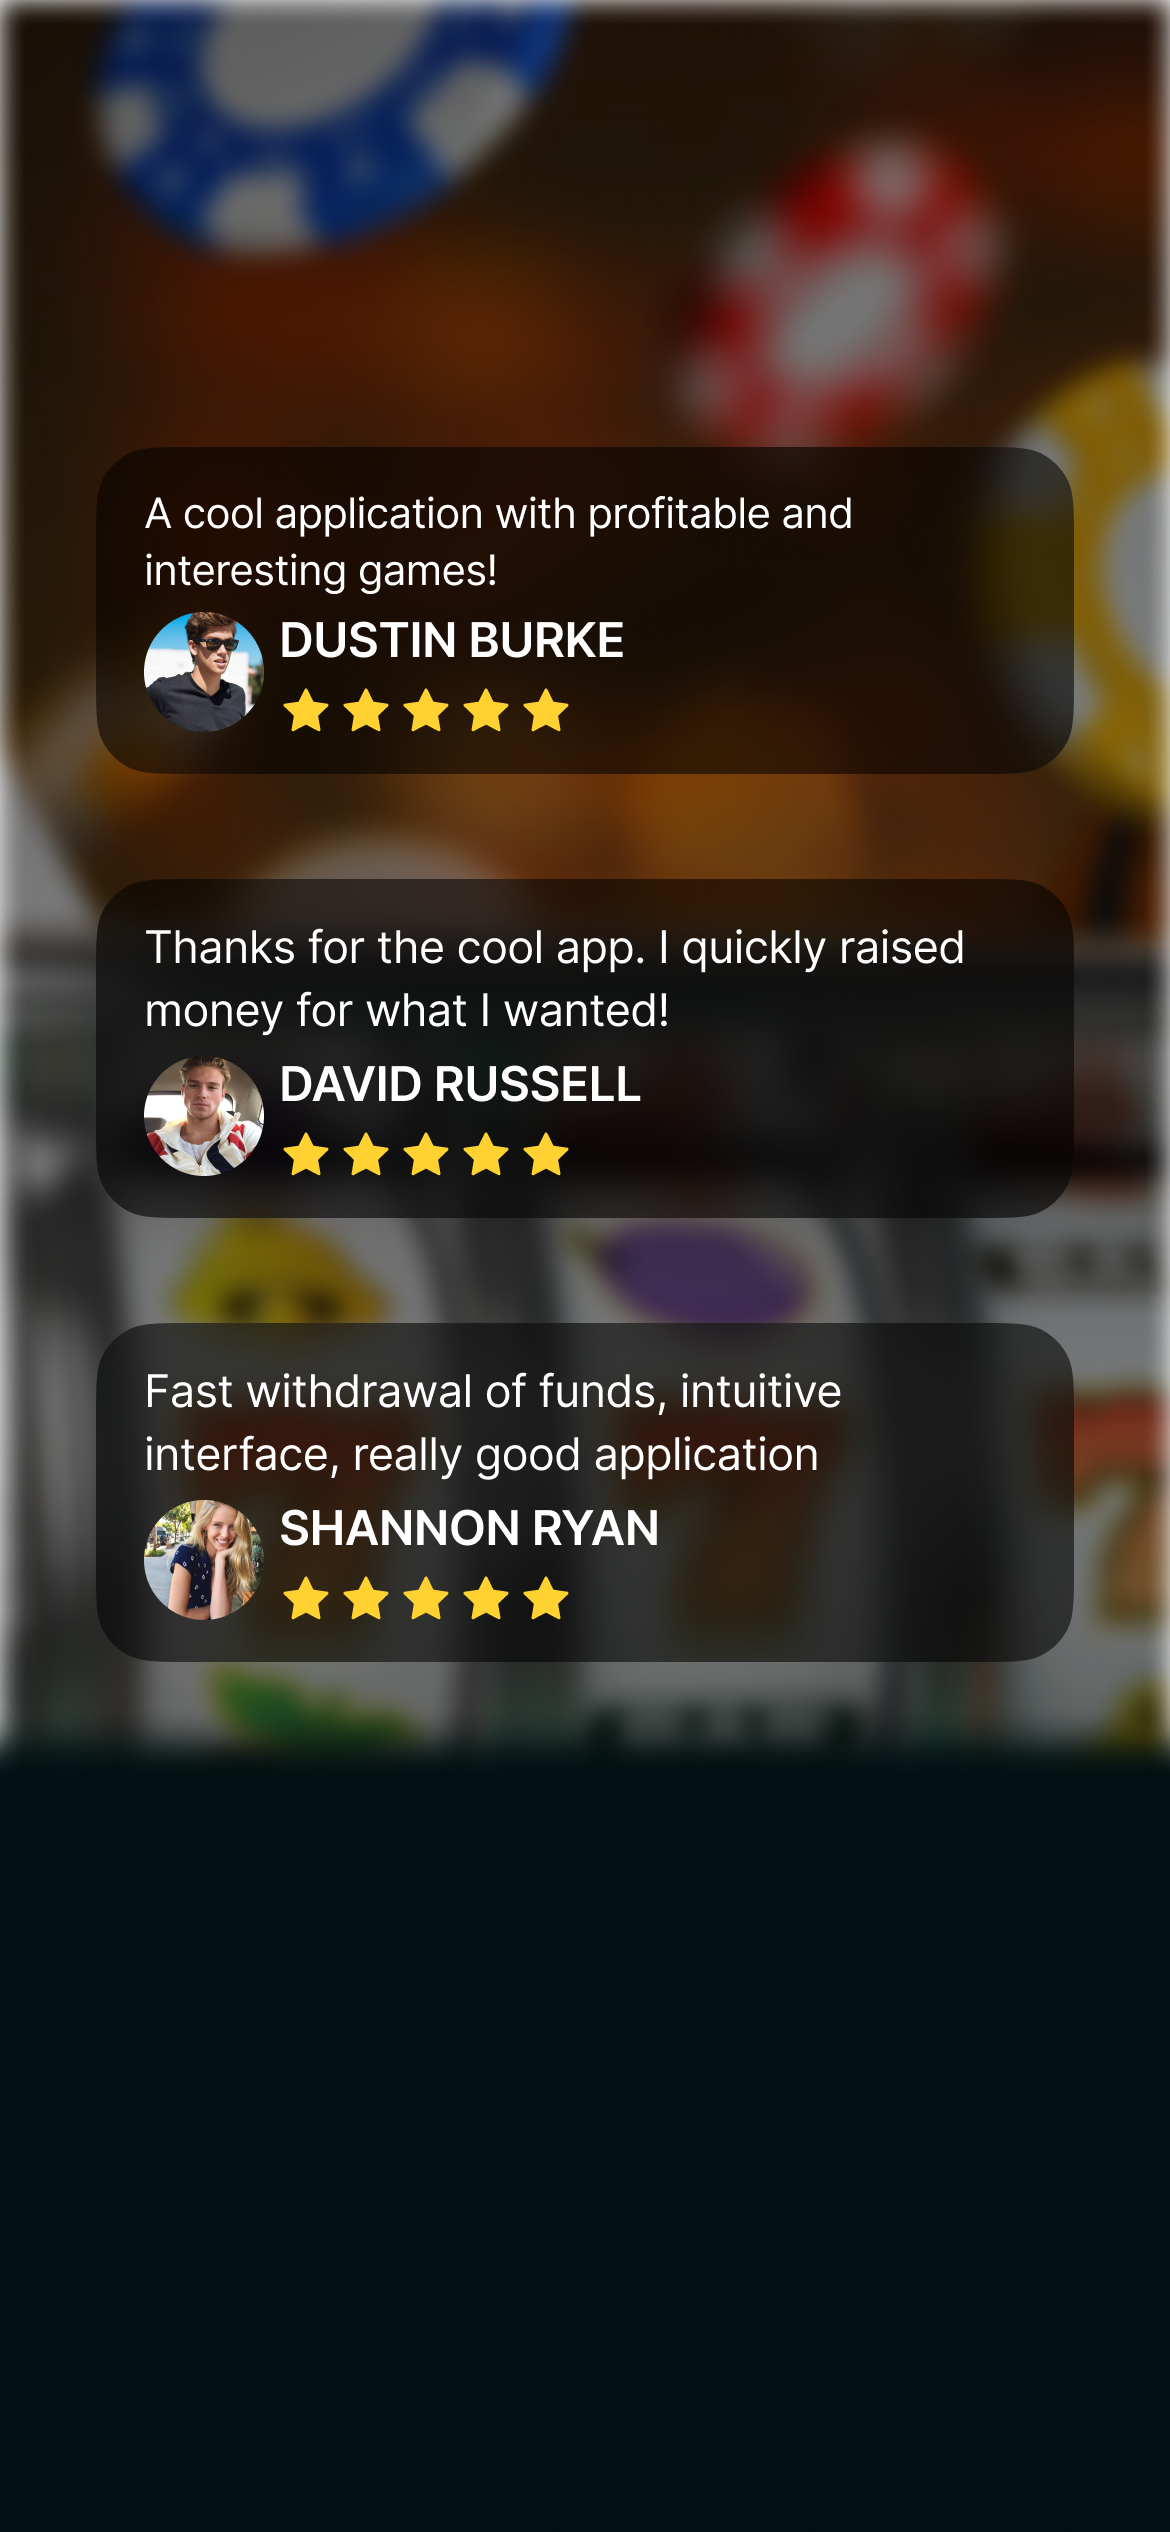 A cool application with profitable and
interesting games!
DUSTIN BURKE
Thanks for the cool app. I quickly raised
money for what I wanted!
DAVID RUSSELL
Fast withdrawal of funds, intuitive
interface, really good application
SHANNON RYAN